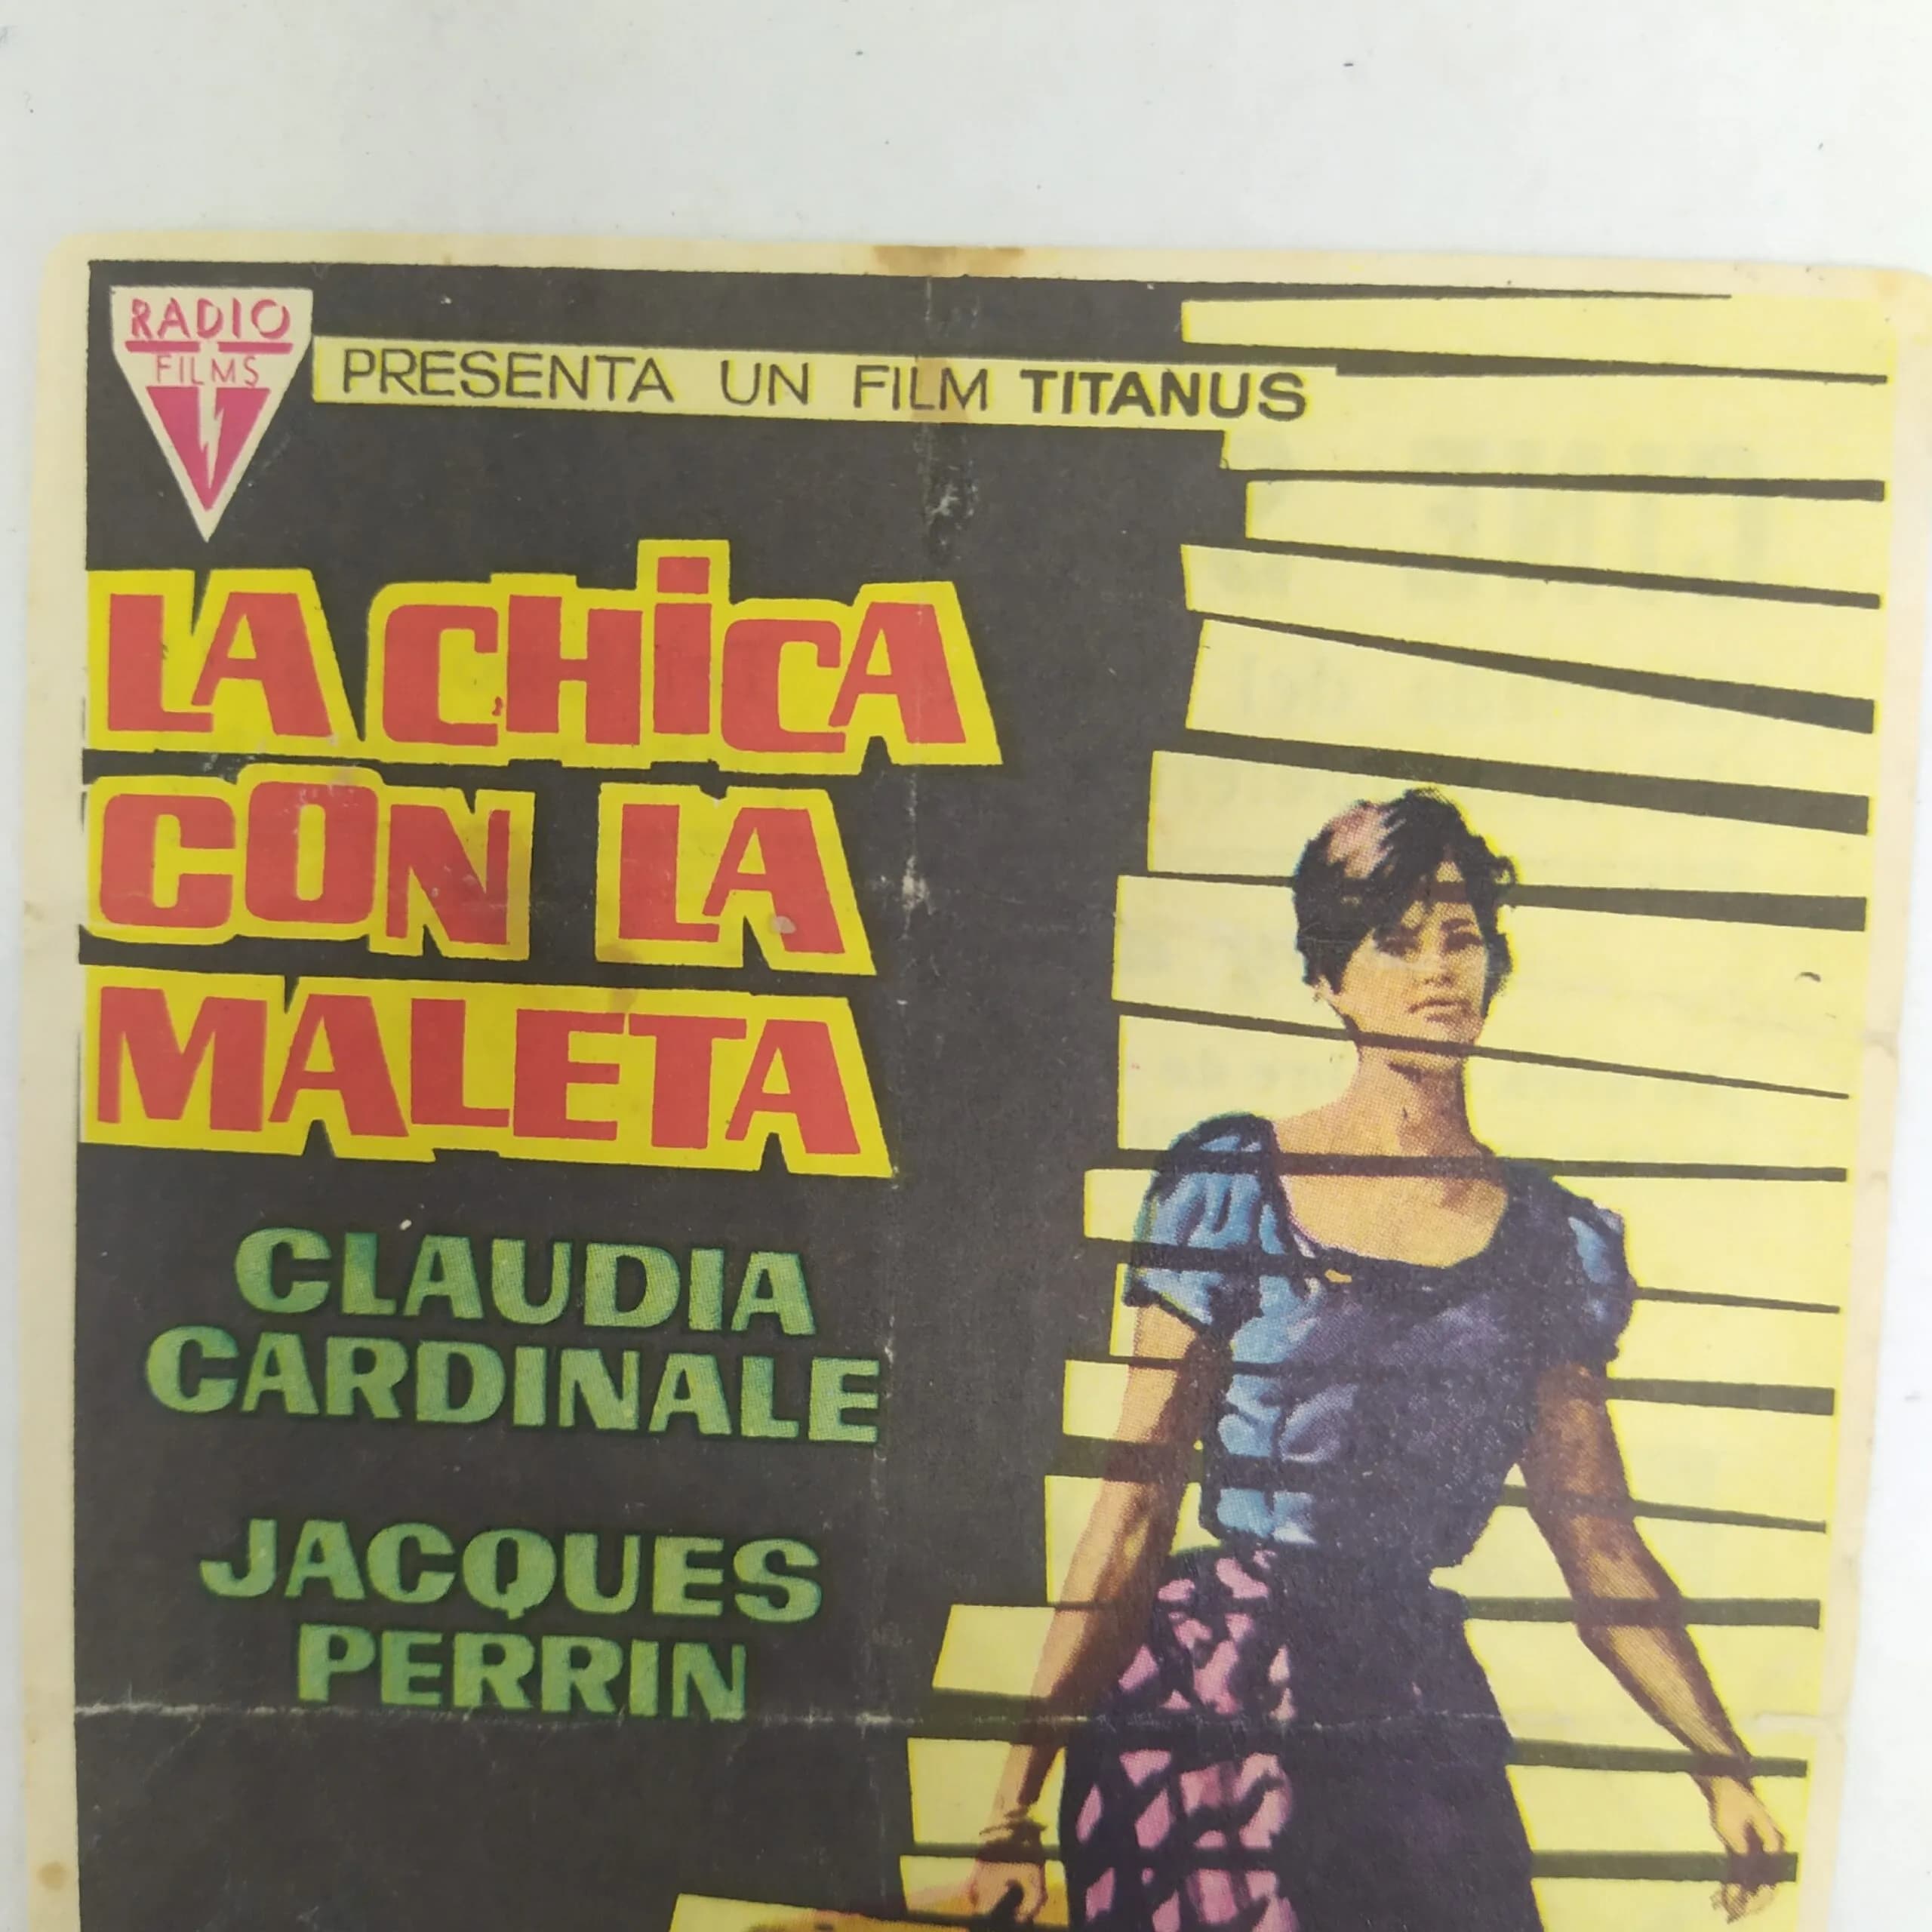 RADIO
FILMS
PRESENTA UN FILM TITANUS
LA CHiCA
CON LA
MALETA
CLAUDIA
CARDINALE
JACQUES
PERRIN